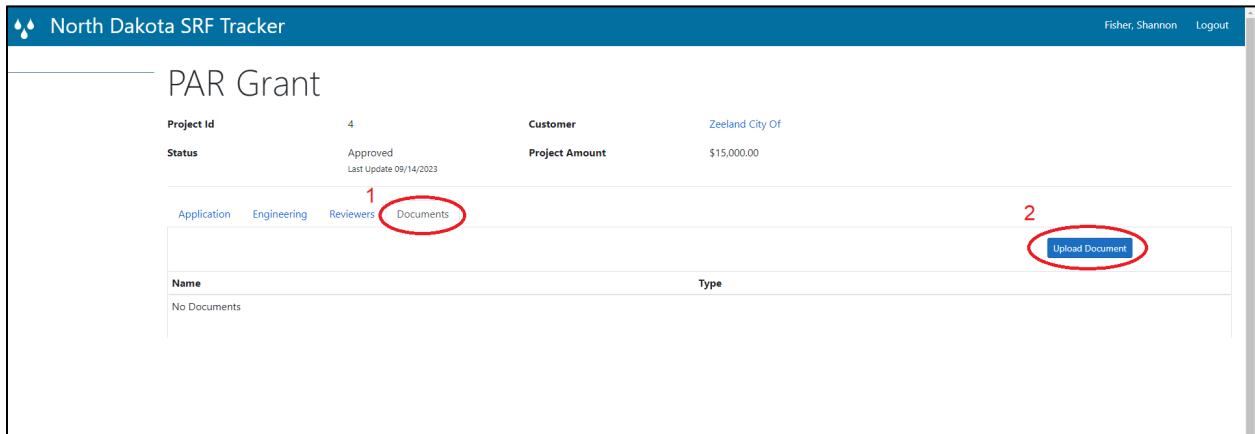 North Dakota SRF Tracker Fisher, Shannon Logout
PAR Grant
Project Id 4 Customer Zeeland City Of
Status Approved Project Amount $15,000.00
Last Update 09/14/2023
1
Application Engineering Reviewers Documents
2
Upload Document
Name Type
No Documents